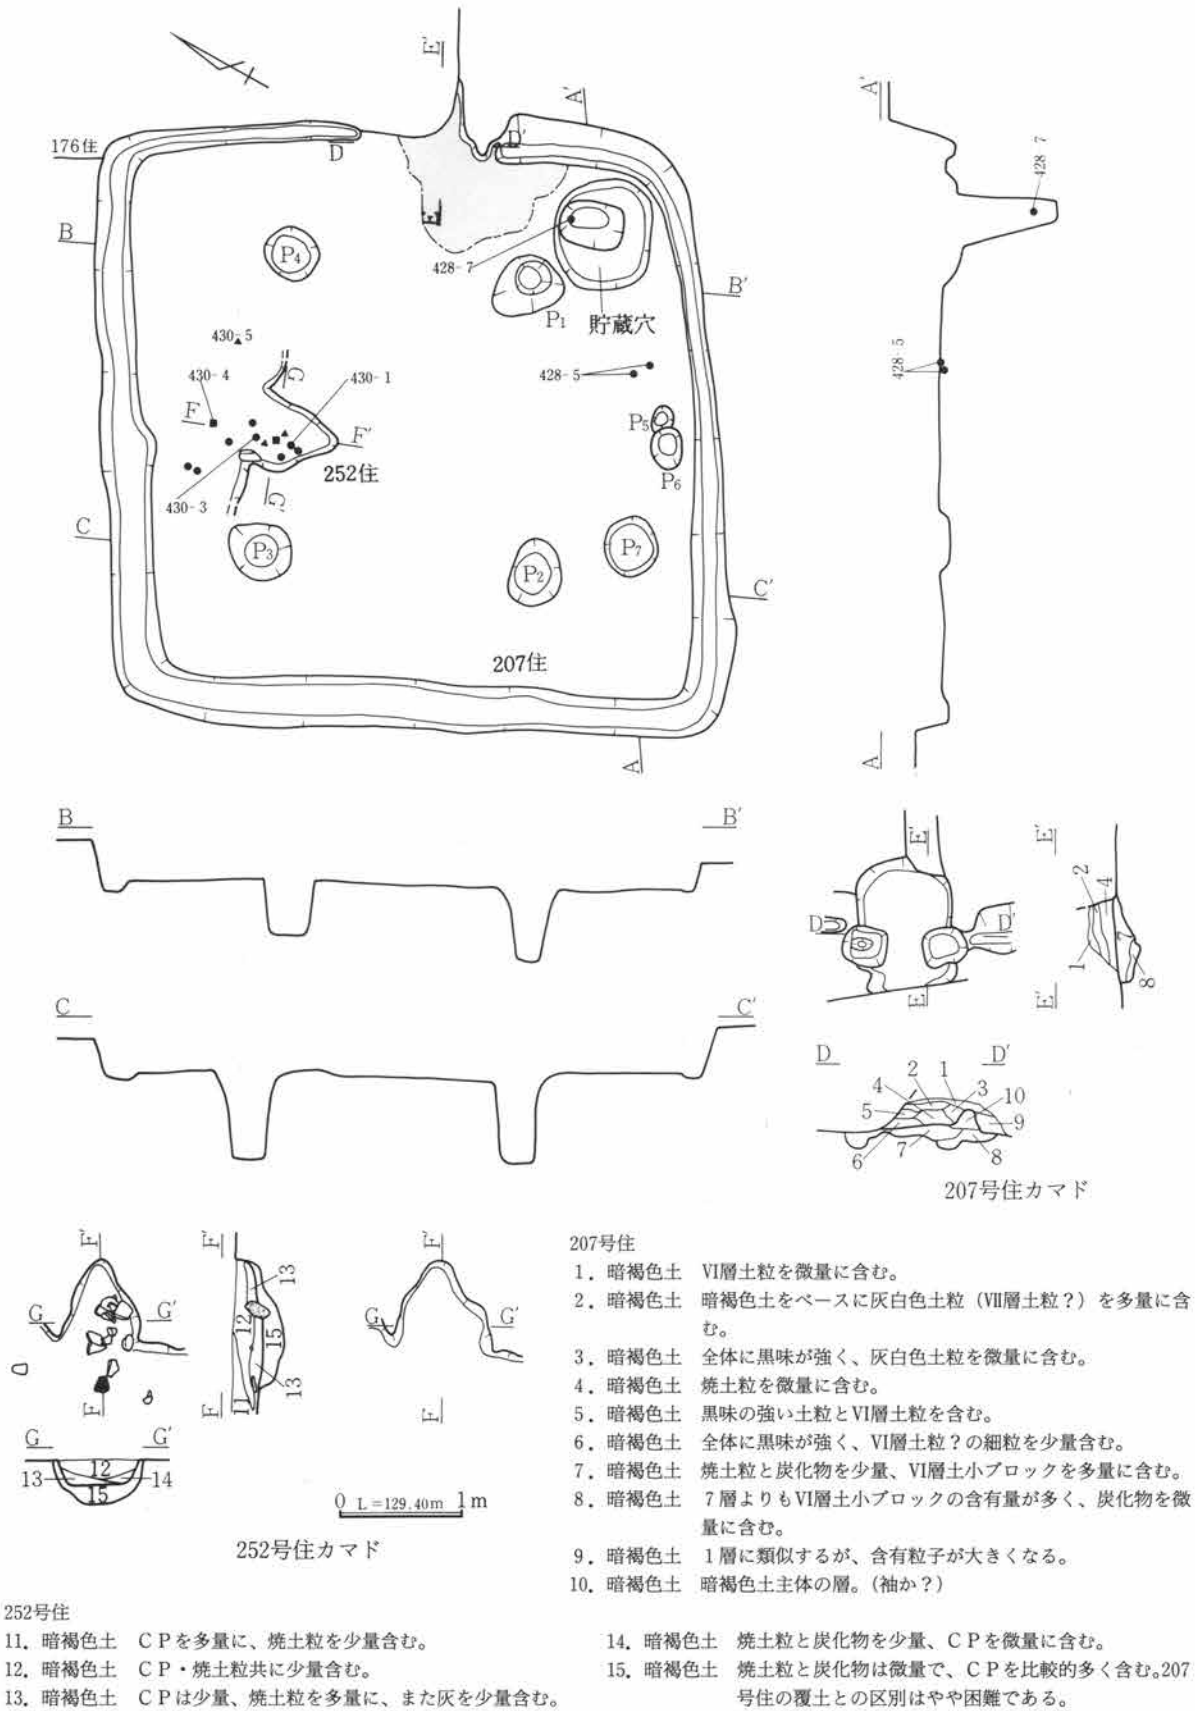 E′
A′
A′
176住
D
D′
428-7
B
P4
E
428-7
B′
P1
貯蔵穴
430-5
G
428-5
428-5
430-4
430-1
F
F′
P5
252住
P6
G′
430-3
C
P3
P2
P7
C′
207住
A
A
B
B′
E′
E′
2
4
D
D′
7
1
8
E
E′
C
C′
D
D′
2
1
4
3
10
5
9
6
7
8
207号住カマド
F′
F′
F′
13
G
G′
G
G′
12
15
13
F
F
11
F
G
G′
12
13
14
15
0 L=129.40m 1m
252号住カマド
207号住
1. 暗褐色土 Ⅵ層土粒を微量に含む。
2. 暗褐色土 暗褐色土をベースに灰白色土粒（Ⅶ層土粒？）を多量に含
む。
3. 暗褐色土 全体に黒味が強く、灰白色土粒を微量に含む。
4. 暗褐色土 焼土粒を微量に含む。
5. 暗褐色土 黒味の強い土粒とⅥ層土粒を含む。
6. 暗褐色土 全体に黒味が強く、Ⅵ層土粒？の細粒を少量含む。
7. 暗褐色土 焼土粒と炭化物を少量、Ⅵ層土小ブロックを多量に含む。
8. 暗褐色土 7層よりもⅥ層土小ブロックの含有量が多く、炭化物を微
量に含む。
9. 暗褐色土 1層に類似するが、含有粒子が大きくなる。
10. 暗褐色土 暗褐色土主体の層。（袖か？）
252号住
11. 暗褐色土 CPを多量に、焼土粒を少量含む。
12. 暗褐色土 CP・焼土粒共に少量含む。
13. 暗褐色土 CPは少量、焼土粒を多量に、また灰を少量含む。
14. 暗褐色土 焼土粒と炭化物を少量、CPを微量に含む。
15. 暗褐色土 焼土粒と炭化物は微量で、CPを比較的多く含む。207
号住の覆土との区別はやや困難である。